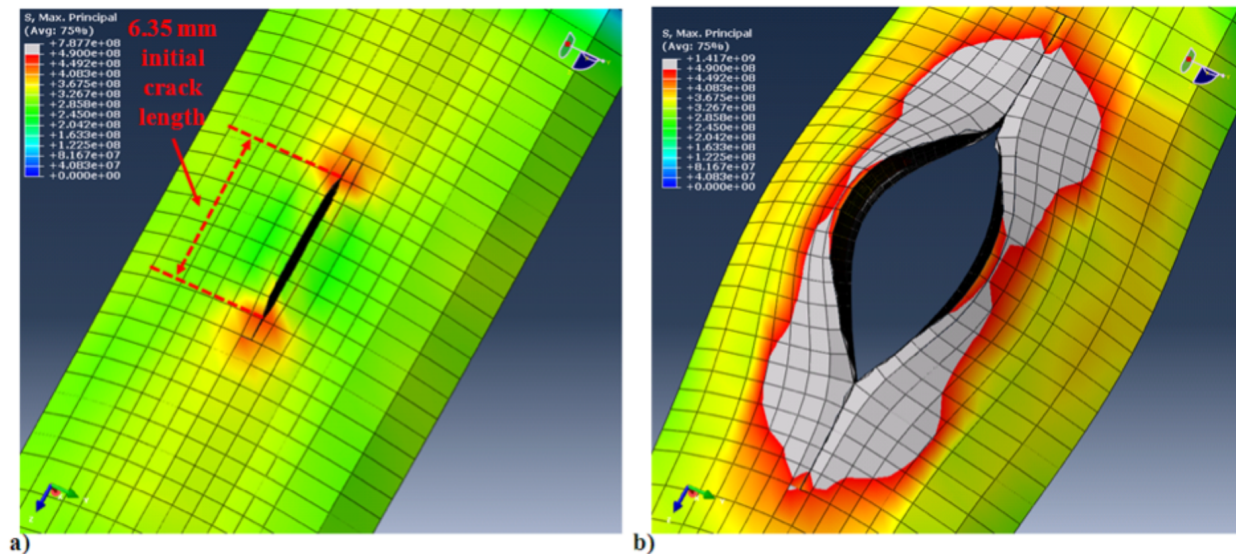 S, Max. Principal
(Avg: 75%)
+7.877e+08
+4.900e+08
+4.492e+08
+4.083e+08
+3.675e+08
+3.267e+08
+2.858e+08
+2.450e+08
+2.042e+08
+1.633e+08
+1.225e+08
+8.167e+07
+4.083e+07
+0.000e+00
6.35 mm
initial
crack
length
a)
S, Max. Principal
(Avg: 75%)
+1.417e+09
+4.900e+08
+4.492e+08
+4.083e+08
+3.675e+08
+3.267e+08
+2.858e+08
+2.450e+08
+2.042e+08
+1.633e+08
+1.225e+08
+8.167e+07
+4.083e+07
+0.000e+00
b)